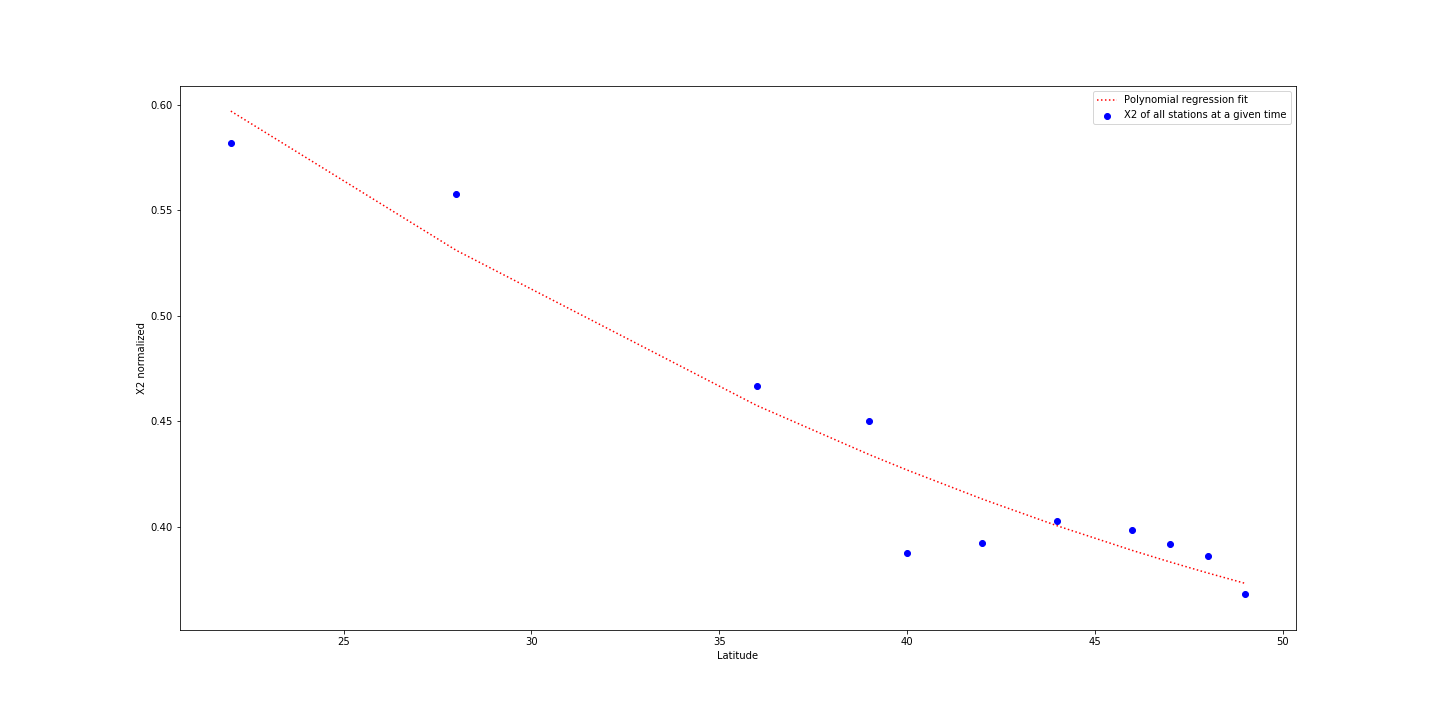 Polynomial regression fit
X2 of all stations at a given time
0.60
0.55
0.50
0.45
0.40
X2 normalized
25 30 35 40 45 50
Latitude